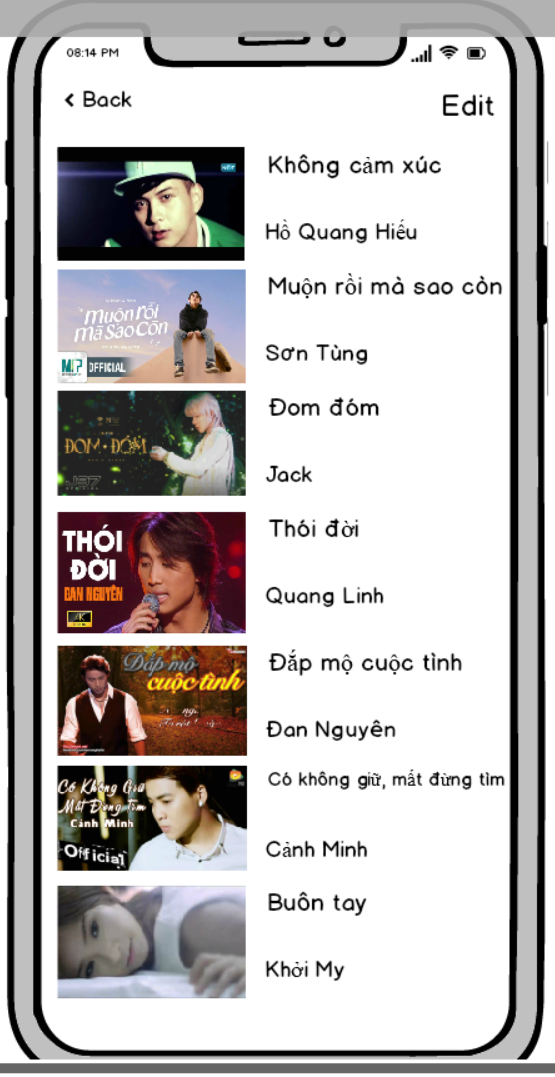 08:14 PM
Back
Edit
Không cảm xúc
Hồ Quang Hiếu
muộn rồi
mà Sao Còn
M-TP
OFFICIAL
Muộn rồi mà sao còn
Sơn Tùng
ĐOM ĐÓM
J97
Đom đóm
Jack
THÓI
ĐỜI
ĐAN NGUYÊN
4K
Thói đời
Quang Linh
Đắp mộ
cuộc tình
Đắp mộ cuộc tình
Đan Nguyên
Có Không Giữ
Mất Đừng Tìm
Cảnh Minh
Official
Có không giữ, mất đừng tìm
Cảnh Minh
Buôn tay
Khởi My